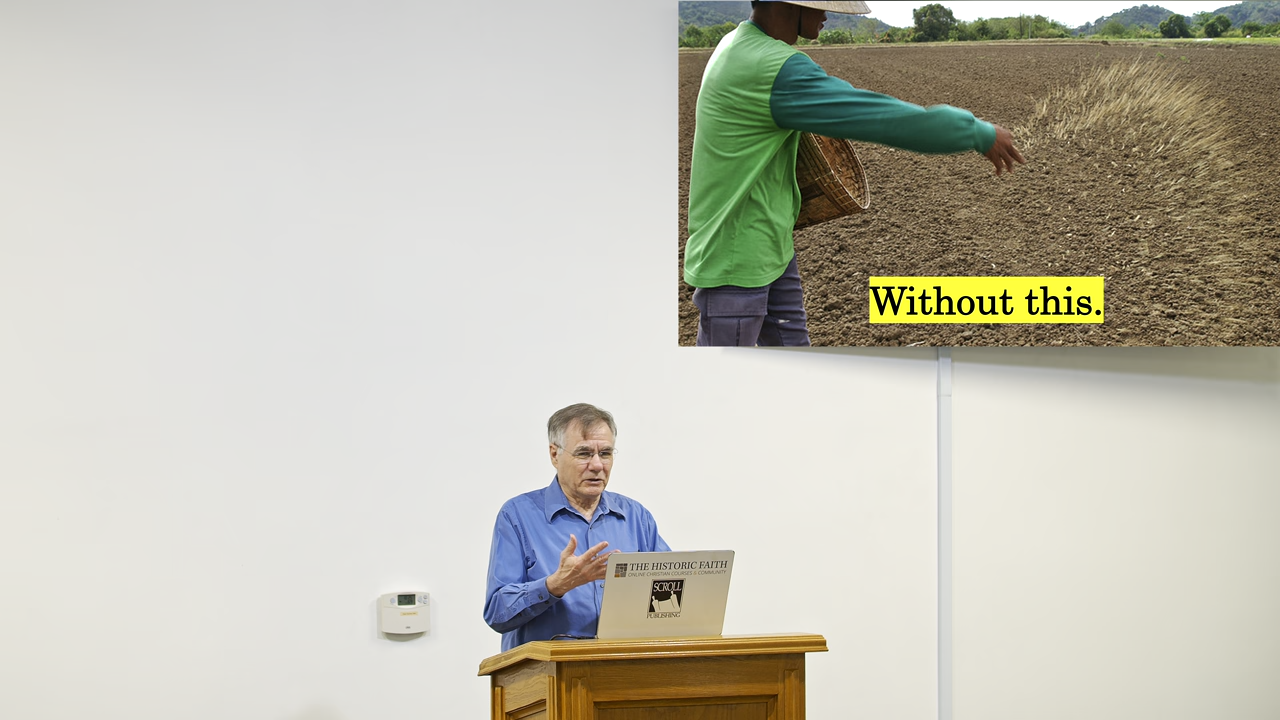 Without this.
THE HISTORIC FAITH
ONLINE CHRISTIAN COURSES & COMMUNITY
SCROLL
PUBLISHING